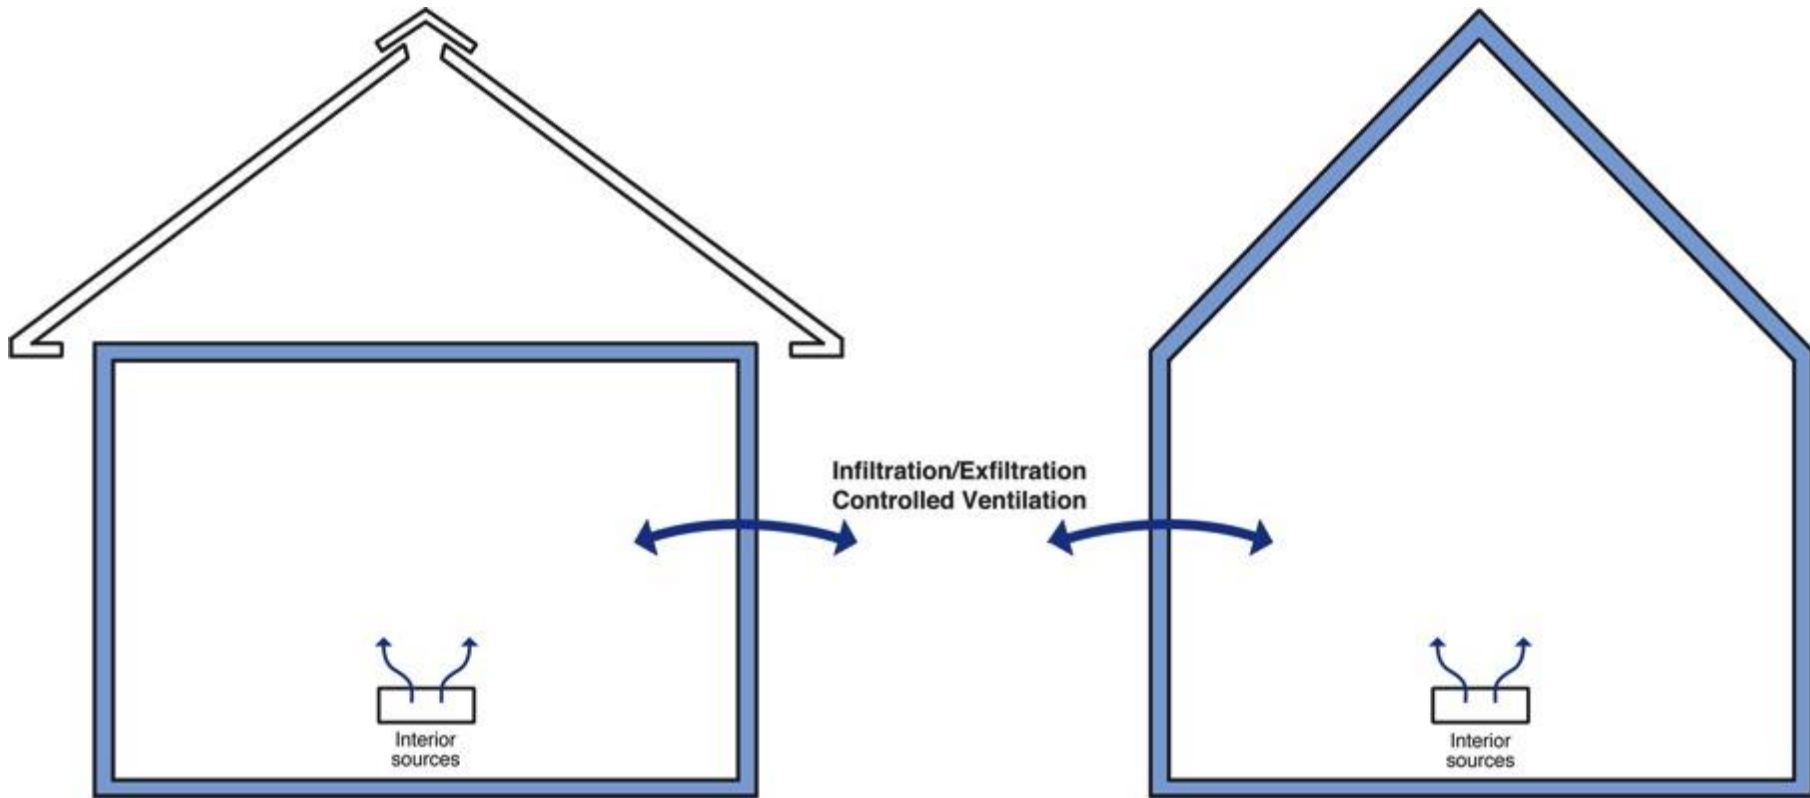 Infiltration/Exfiltration
Controlled Ventilation
Interior
sources
Interior
sources